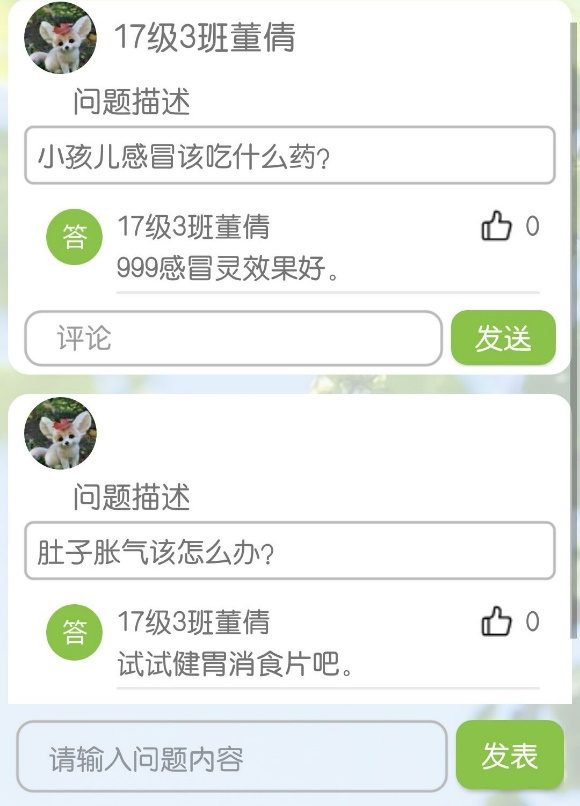 17级3班董倩
问题描述
小孩儿感冒该吃什么药?
答
17级3班董倩
0
999感冒灵效果好。
评论
发送
问题描述
肚子胀气该怎么办?
答
17级3班董倩
0
试试健胃消食片吧。
请输入问题内容
发表